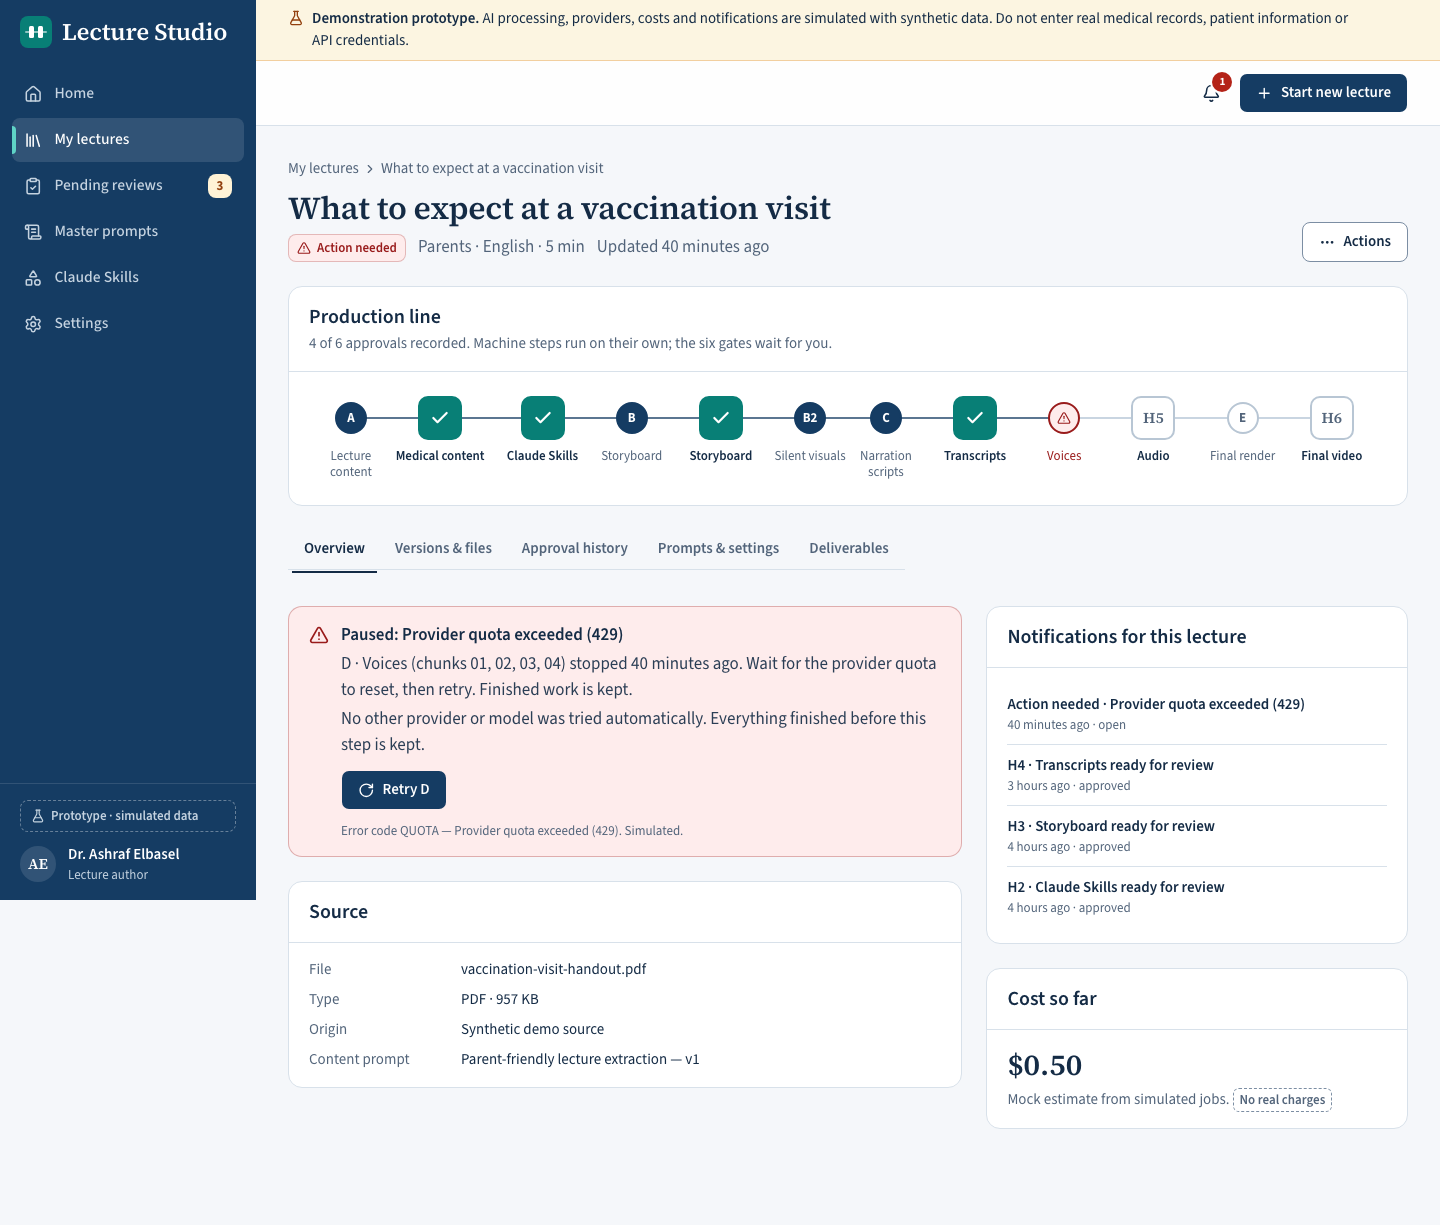 Lecture Studio
Home
My lectures
Pending reviews
3
Master prompts
Claude Skills
Settings
Prototype · simulated data
AE
Dr. Ashraf Elbasel
Lecture author
Demonstration prototype. AI processing, providers, costs and notifications are simulated with synthetic data. Do not enter real medical records, patient information or
API credentials.
1
Start new lecture
My lectures > What to expect at a vaccination visit
What to expect at a vaccination visit
Action needed
Parents · English · 5 min Updated 40 minutes ago
Actions
Production line
4 of 6 approvals recorded. Machine steps run on their own; the six gates wait for you.
A
B
B2
C
H5
E
H6
Lecture
content
Medical content
Claude Skills
Storyboard
Storyboard
Silent visuals
Narration
scripts
Transcripts
Voices
Audio
Final render
Final video
Overview
Versions & files
Approval history
Prompts & settings
Deliverables
Paused: Provider quota exceeded (429)
D · Voices (chunks 01, 02, 03, 04) stopped 40 minutes ago. Wait for the provider quota
to reset, then retry. Finished work is kept.
No other provider or model was tried automatically. Everything finished before this
step is kept.
Retry D
Error code QUOTA — Provider quota exceeded (429). Simulated.
Source
File vaccination-visit-handout.pdf
Type PDF · 957 KB
Origin Synthetic demo source
Content prompt Parent-friendly lecture extraction — v1
Notifications for this lecture
Action needed · Provider quota exceeded (429)
40 minutes ago · open
H4 · Transcripts ready for review
3 hours ago · approved
H3 · Storyboard ready for review
4 hours ago · approved
H2 · Claude Skills ready for review
4 hours ago · approved
Cost so far
$0.50
Mock estimate from simulated jobs. No real charges